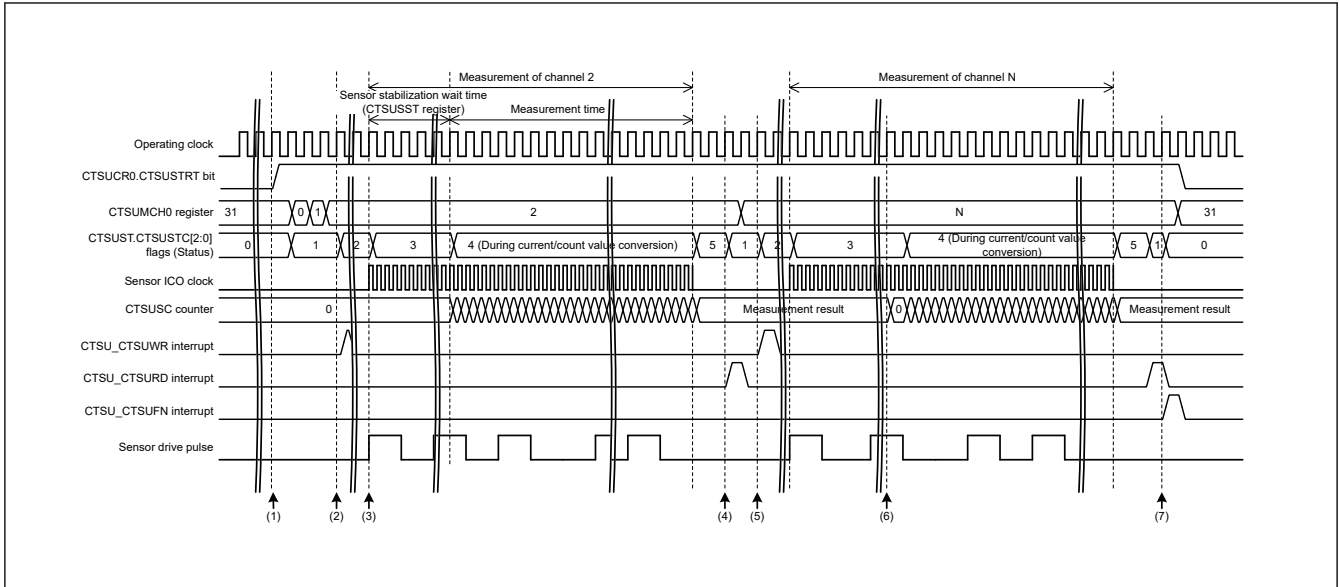 Measurement of channel 2
Measurement of channel N
Sensor stabilization wait time
(CTSUSST register)
Measurement time
Operating clock
CTSUCR0.CTSUSTRT bit
CTSUMCH0 register
31
0
1
2
N
31
CTSUST.CTSUSTC[2:0]
flags (Status)
0
1
2
3
4 (During current/count value conversion)
5
1
2
3
4 (During current/count value
conversion)
5
1
0
Sensor ICO clock
CTSUSC counter
0
Measurement result
0
Measurement result
CTSU_CTSUWR interrupt
CTSU_CTSURD interrupt
CTSU_CTSUFN interrupt
Sensor drive pulse
(1)
(2)
(3)
(4)
(5)
(6)
(7)